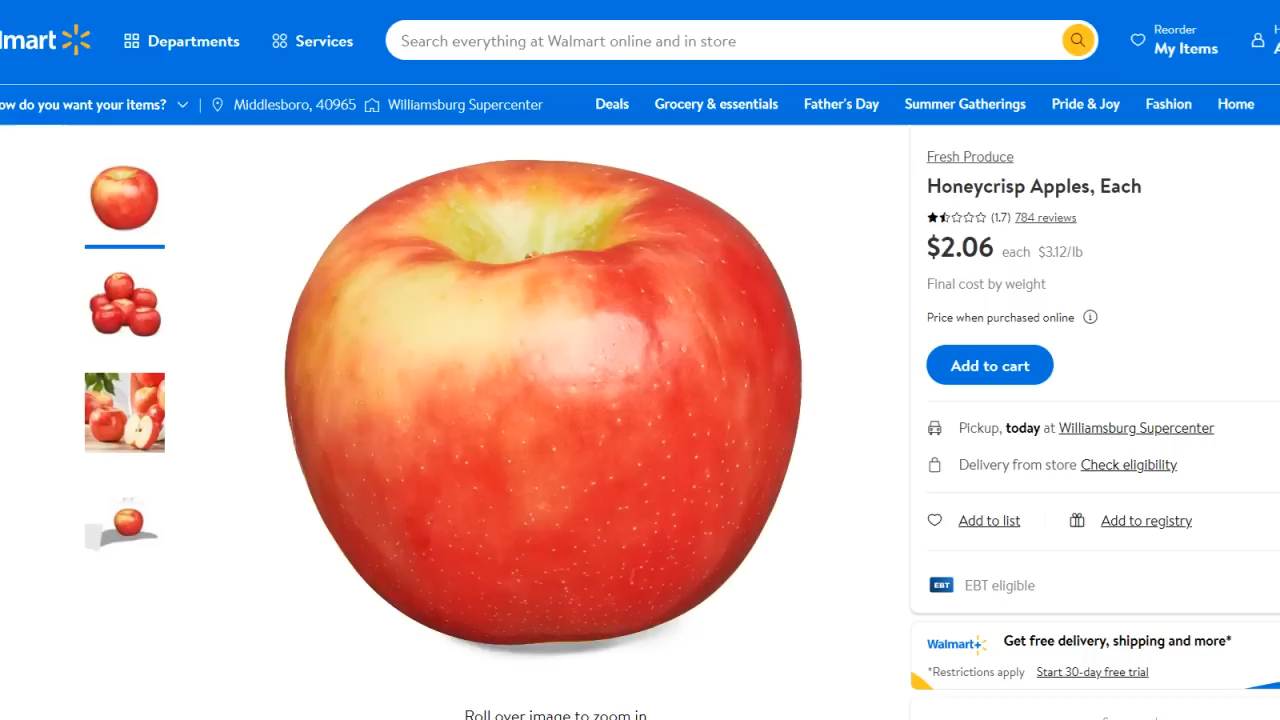 lmart
Departments
Services
Search everything at Walmart online and in store
Reorder
My Items
ow do you want your items?
Middlesboro, 40965
Williamsburg Supercenter
Deals
Grocery & essentials
Father's Day
Summer Gatherings
Pride & Joy
Fashion
Home
Fresh Produce
Honeycrisp Apples, Each
(1.7) 784 reviews
$2.06 each $3.12/lb
Final cost by weight
Price when purchased online
Add to cart
Pickup, today at Williamsburg Supercenter
Delivery from store Check eligibility
Add to list
Add to registry
EBT EBT eligible
Walmart+ Get free delivery, shipping and more*
*Restrictions apply Start 30-day free trial
Roll over image to zoom in